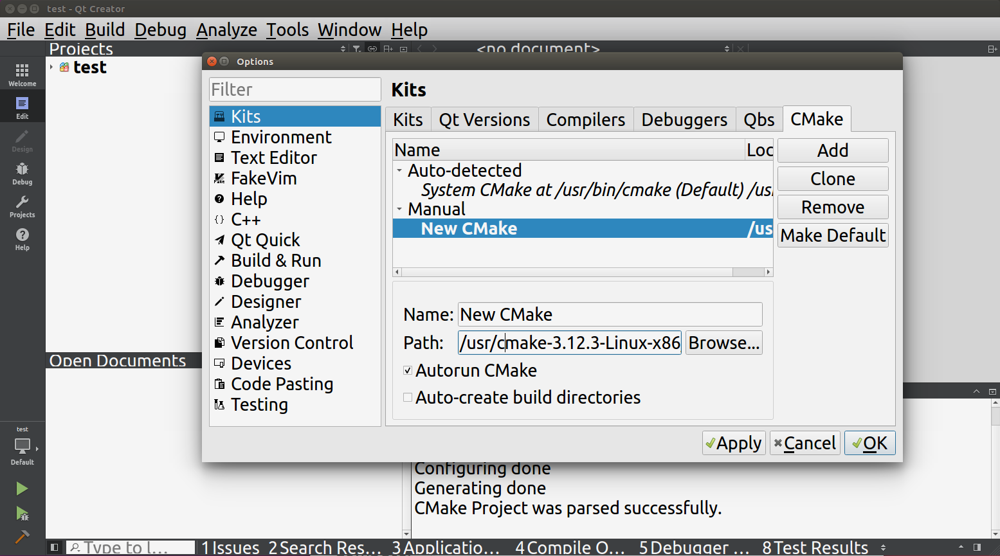 test - Qt Creator
File Edit Build Debug Analyze Tools Window Help
Projects
<no document>
test
Welcome
Edit
Design
Debug
Projects
Help
Options
Filter
Kits
Environment
Text Editor
FakeVim
Help
C++
Qt Quick
Build & Run
Debugger
Designer
Analyzer
Version Control
Devices
Code Pasting
Testing
Kits
Kits Qt Versions Compilers Debuggers Qbs CMake
Name Loc
Auto-detected
System CMake at /usr/bin/cmake (Default) /us
Manual
New CMake /us
Add
Clone
Remove
Make Default
Name: New CMake
Path: /usr/cmake-3.12.3-Linux-x86 Browse...
Autorun CMake
Auto-create build directories
Apply Cancel OK
Open Documents
Configuring done
Generating done
CMake Project was parsed successfully.
test
Default
Type to l... 1 Issues 2 Search Res... 3 Applicatio... 4 Compile O... 5 Debugger ... 8 Test Results